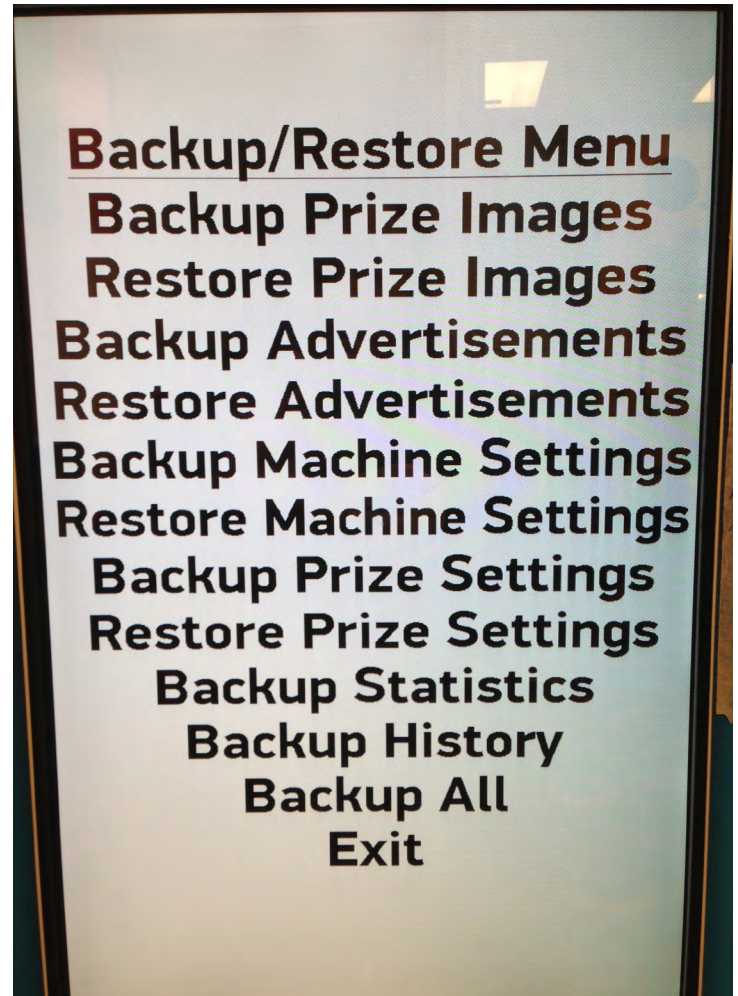 Backup/Restore Menu
Backup Prize Images
Restore Prize Images
Backup Advertisements
Restore Advertisements
Backup Machine Settings
Restore Machine Settings
Backup Prize Settings
Restore Prize Settings
Backup Statistics
Backup History
Backup All
Exit